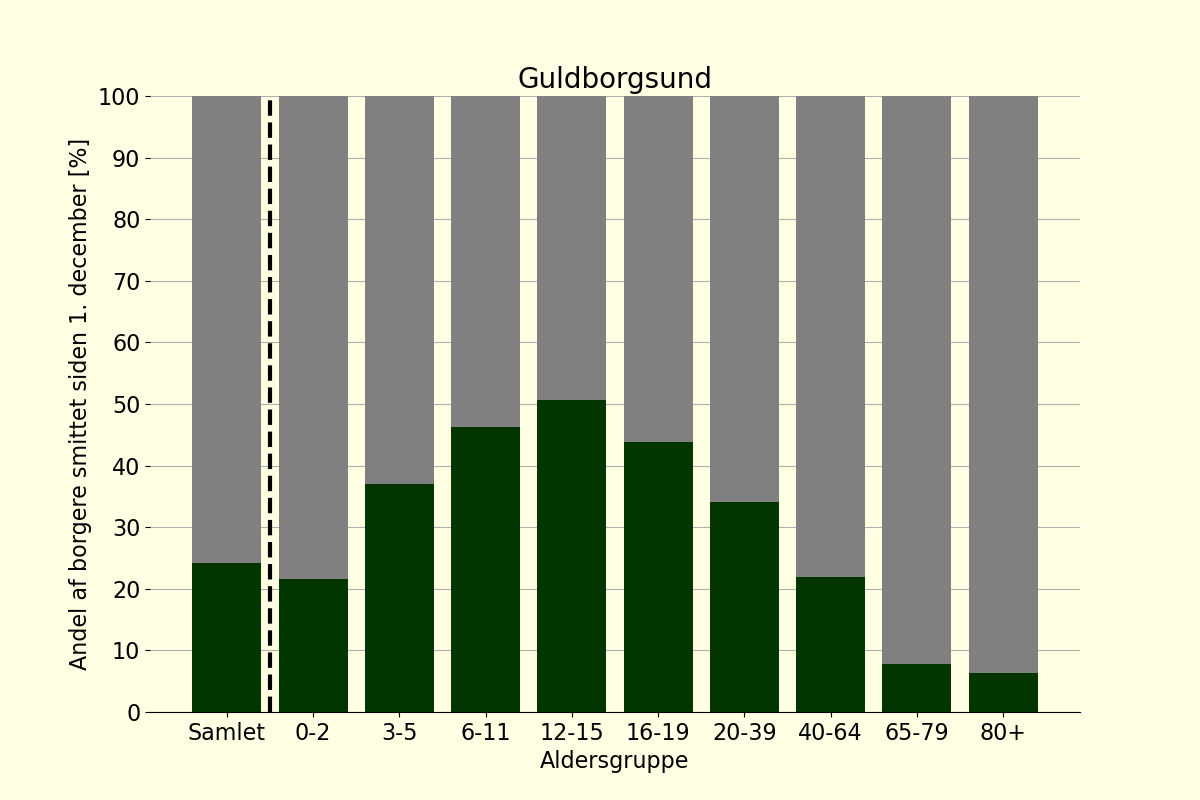 Guldborgsund
Andel af borgere smittet siden 1. december [%]
100
90
80
70
60
50
40
30
20
10
0
Samlet 0-2 3-5 6-11 12-15 16-19 20-39 40-64 65-79 80+
Aldersgruppe